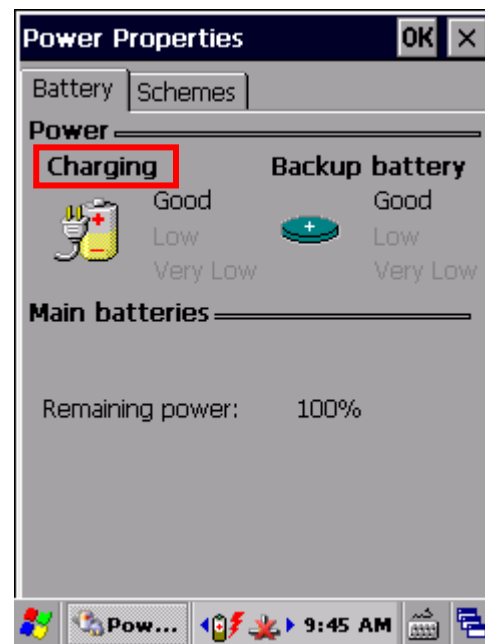 Power Properties OK ×
Battery Schemes
Power
Charging Backup battery
Good Good
Low Low
Very Low Very Low
Main batteries
Remaining power: 100%
Pow... 9:45 AM